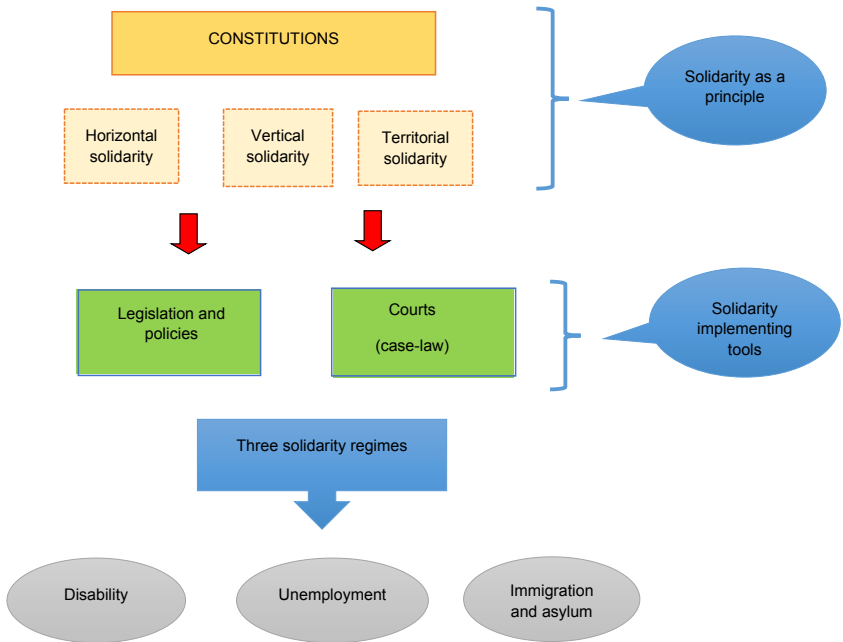 CONSTITUTIONS
Solidarity as a
principle
Horizontal
solidarity
Vertical
solidarity
Territorial
solidarity
Legislation and
policies
Courts
(case-law)
Solidarity
implementing
tools
Three solidarity regimes
Disability
Unemployment
Immigration
and asylum